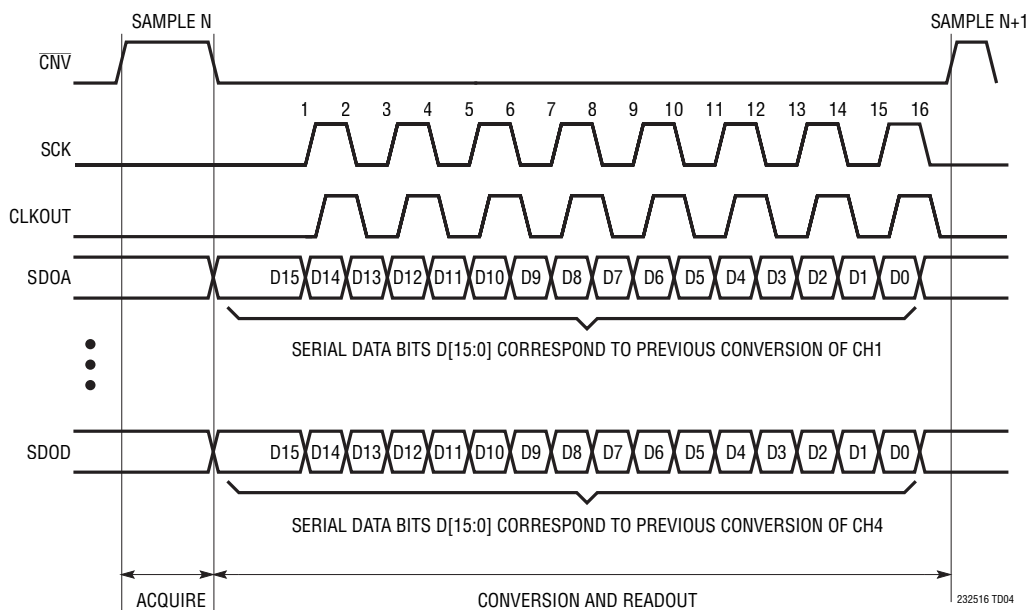 SAMPLE N SAMPLE N+1
CNV
1 2 3 4 5 6 7 8 9 10 11 12 13 14 15 16
SCK
CLKOUT
SDOA D15 D14 D13 D12 D11 D10 D9 D8 D7 D6 D5 D4 D3 D2 D1 D0
SERIAL DATA BITS D[15:0] CORRESPOND TO PREVIOUS CONVERSION OF CH1
SDOD D15 D14 D13 D12 D11 D10 D9 D8 D7 D6 D5 D4 D3 D2 D1 D0
SERIAL DATA BITS D[15:0] CORRESPOND TO PREVIOUS CONVERSION OF CH4
ACQUIRE CONVERSION AND READOUT 232516 TD04